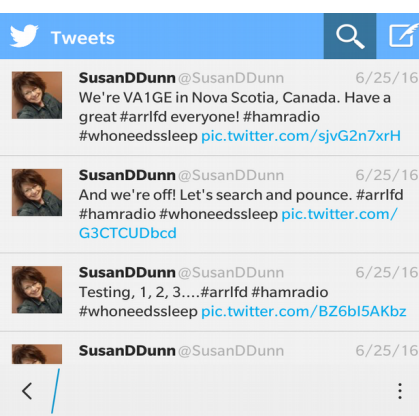 Tweets
SusanDDunn @SusanDDunn 6/25/16
We're VA1GE in Nova Scotia, Canada. Have a
great #arrlfd everyone! #hamradio
#whoneedssleep pic.twitter.com/sjvG2n7xrH
SusanDDunn @SusanDDunn 6/25/16
And we're off! Let's search and pounce. #arrlfd
#hamradio #whoneedssleep pic.twitter.com/
G3CTCUDbcd
SusanDDunn @SusanDDunn 6/25/16
Testing, 1, 2, 3....#arrlfd #hamradio
#whoneedssleep pic.twitter.com/BZ6bI5AKbz
SusanDDunn @SusanDDunn 6/25/16